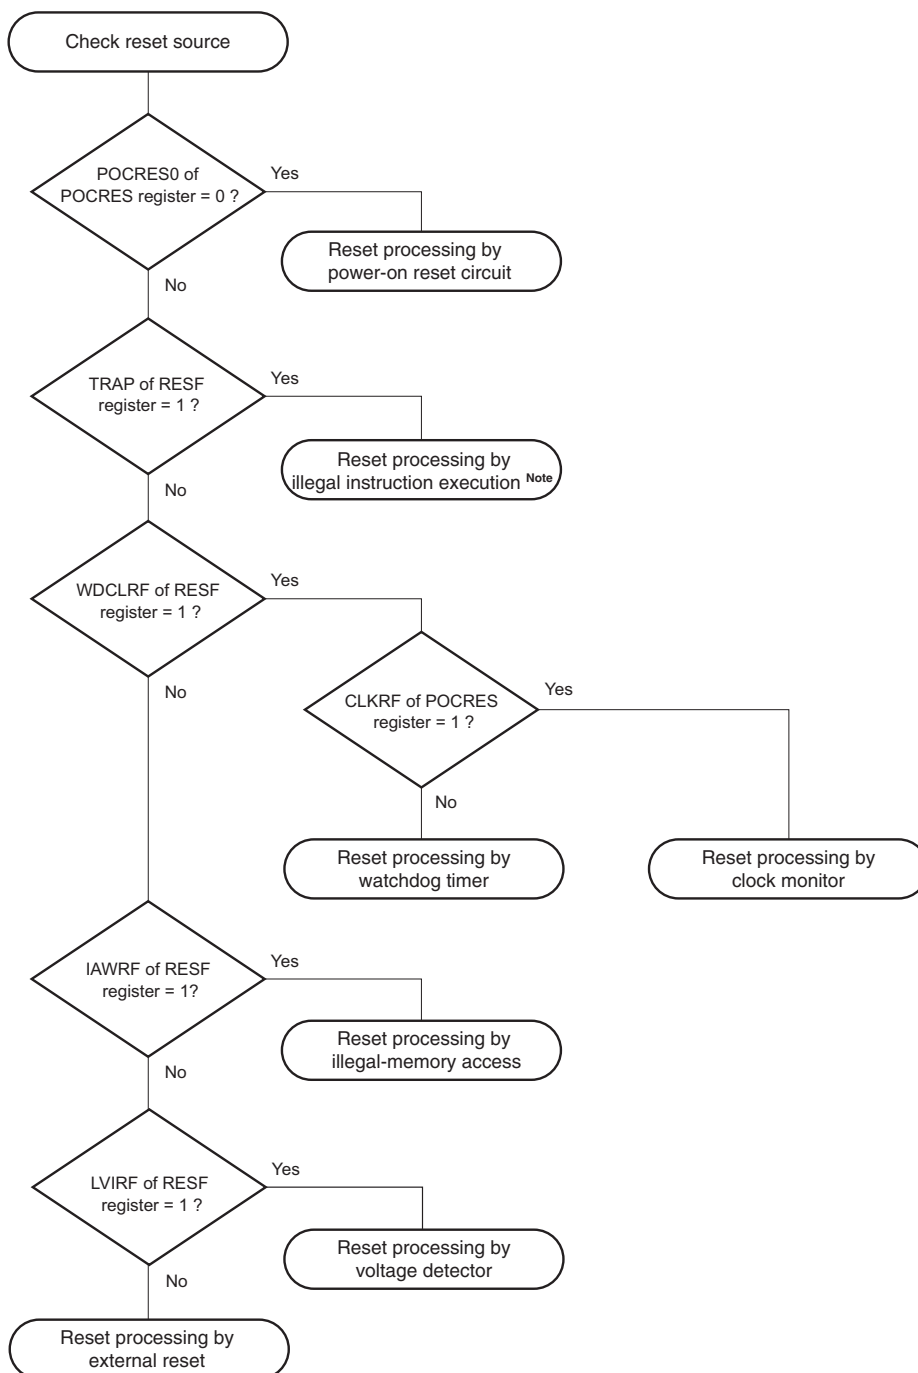 Check reset source
POCRES0 of
POCRES register = 0 ?
Yes
Reset processing by
power-on reset circuit
No
TRAP of RESF
register = 1 ?
Yes
Reset processing by
illegal instruction execution Note
No
WDCLRF of RESF
register = 1 ?
Yes
No
CLKRF of POCRES
register = 1 ?
Yes
No
Reset processing by
watchdog timer
Reset processing by
clock monitor
IAWRF of RESF
register = 1?
Yes
Reset processing by
illegal-memory access
No
LVIRF of RESF
register = 1 ?
Yes
Reset processing by
voltage detector
No
Reset processing by
external reset